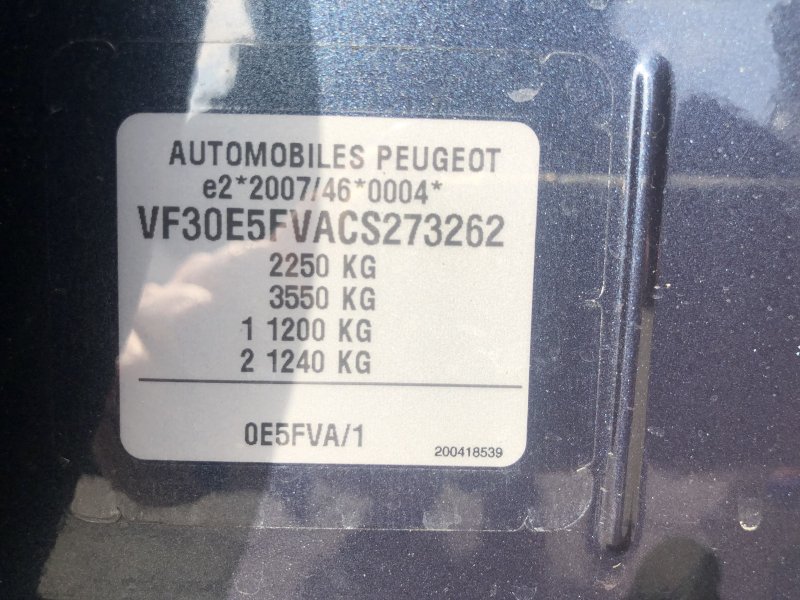 AUTOMOBILES PEUGEOT
e2*2007/46*0004*
VF30E5FVACS273262
2250 KG
3550 KG
1 1200 KG
2 1240 KG
0E5FVA/1
200418539